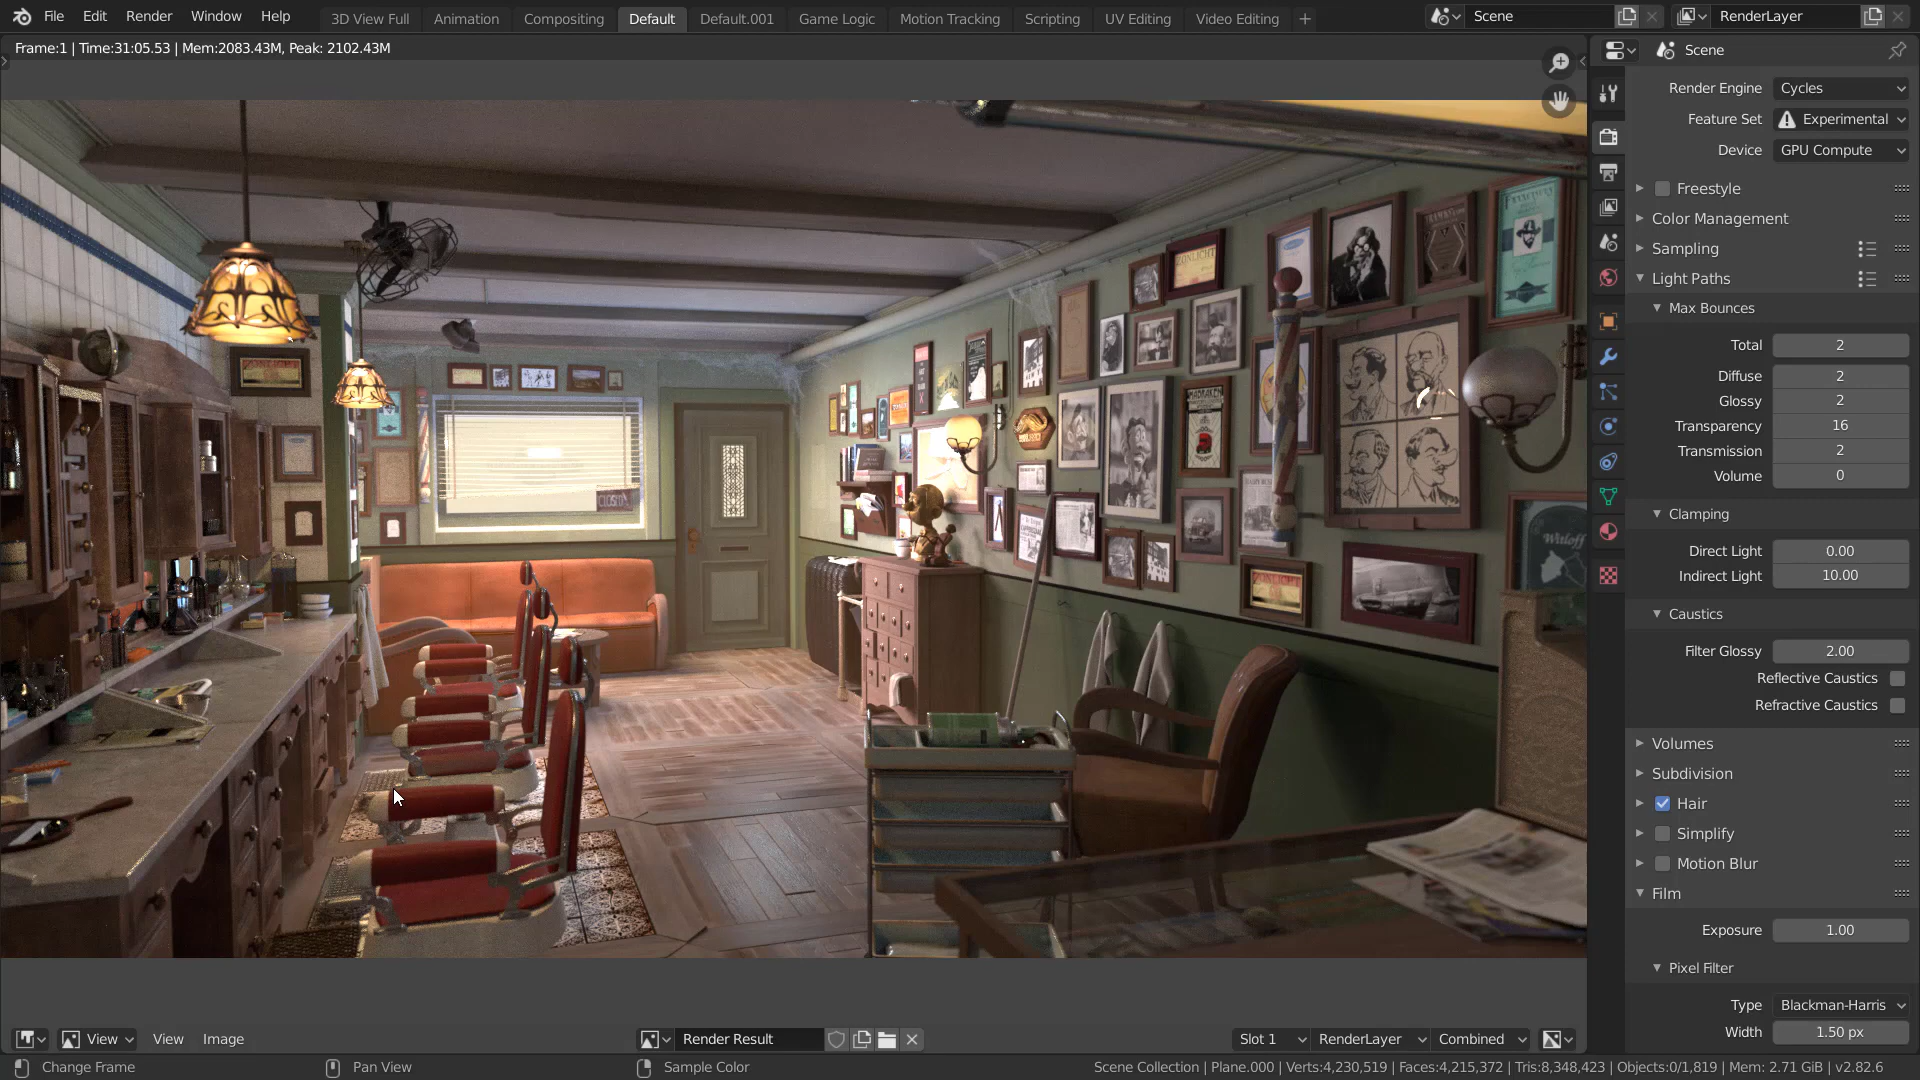 File Edit Render Window Help 3D View Full Animation Compositing Default Default.001 Game Logic Motion Tracking Scripting UV Editing Video Editing + Scene RenderLayer
Frame:1 | Time:31:05.53 | Mem:2083.43M, Peak: 2102.43M
Scene
Render Engine Cycles
Feature Set Experimental
Device GPU Compute
Freestyle
Color Management
Sampling
Light Paths
Max Bounces
Total 2
Diffuse 2
Glossy 2
Transparency 16
Transmission 2
Volume 0
Clamping
Direct Light 0.00
Indirect Light 10.00
Caustics
Filter Glossy 2.00
Reflective Caustics
Refractive Caustics
Volumes
Subdivision
Hair
Simplify
Motion Blur
Film
Exposure 1.00
Pixel Filter
Type Blackman-Harris
Width 1.50 px
ZONLICHT
CLOSED
HADRAKEN
Witloff
ZONLICHT
View View Image Render Result Slot 1 RenderLayer Combined
Change Frame Pan View Sample Color Scene Collection | Plane.000 | Verts:4,230,519 | Faces:4,215,372 | Tris:8,348,423 | Objects:0/1,819 | Mem: 2.71 GiB | v2.82.6